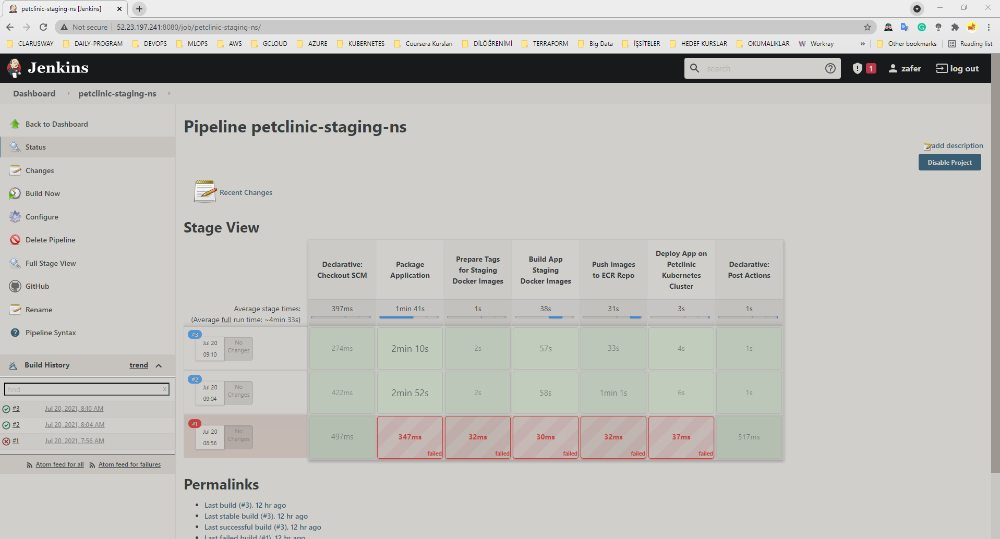 petclinic-staging-ns [Jenkins]
Not secure | 52.23.197.241:8080/job/petclinic-staging-ns/
CLARUSWAY DAILY-PROGRAM DEVOPS MLOPS AWS GCLOUD AZURE KUBERNETES Coursera Kursları DİLÖĞRENİMİ TERRAFORM Big Data İŞSİTELER HEDEF KURSLAR OKUMALIKLAR Workray » Other bookmarks Reading list
Jenkins
search
1
zafer
log out
Dashboard
petclinic-staging-ns
Back to Dashboard
Status
Changes
Build Now
Configure
Delete Pipeline
Full Stage View
GitHub
Rename
Pipeline Syntax
Build History trend
find x
#3 Jul 20, 2021, 8:10 AM
#2 Jul 20, 2021, 8:04 AM
#1 Jul 20, 2021, 7:56 AM
Atom feed for all Atom feed for failures
Pipeline petclinic-staging-ns
add description
Disable Project
Recent Changes
Stage View
Declarative:
Checkout SCM
Package
Application
Prepare Tags
for Staging
Docker Images
Build App
Staging
Docker Images
Push Images
to ECR Repo
Deploy App on
Petclinic
Kubernetes
Cluster
Declarative:
Post Actions
Average stage times:
(Average full run time: ~4min 33s)
397ms 1min 41s 1s 38s 31s 3s 1s
#3
Jul 20
09:10
No
Changes
274ms 2min 10s 2s 57s 33s 4s 1s
#2
Jul 20
09:04
No
Changes
422ms 2min 52s 2s 58s 1min 1s 6s 1s
#1
Jul 20
08:56
No
Changes
497ms 347ms 32ms 30ms 32ms 37ms 317ms
failed failed failed failed failed
Permalinks
Last build (#3), 12 hr ago
Last stable build (#3), 12 hr ago
Last successful build (#3), 12 hr ago
Last failed build (#1), 12 hr ago